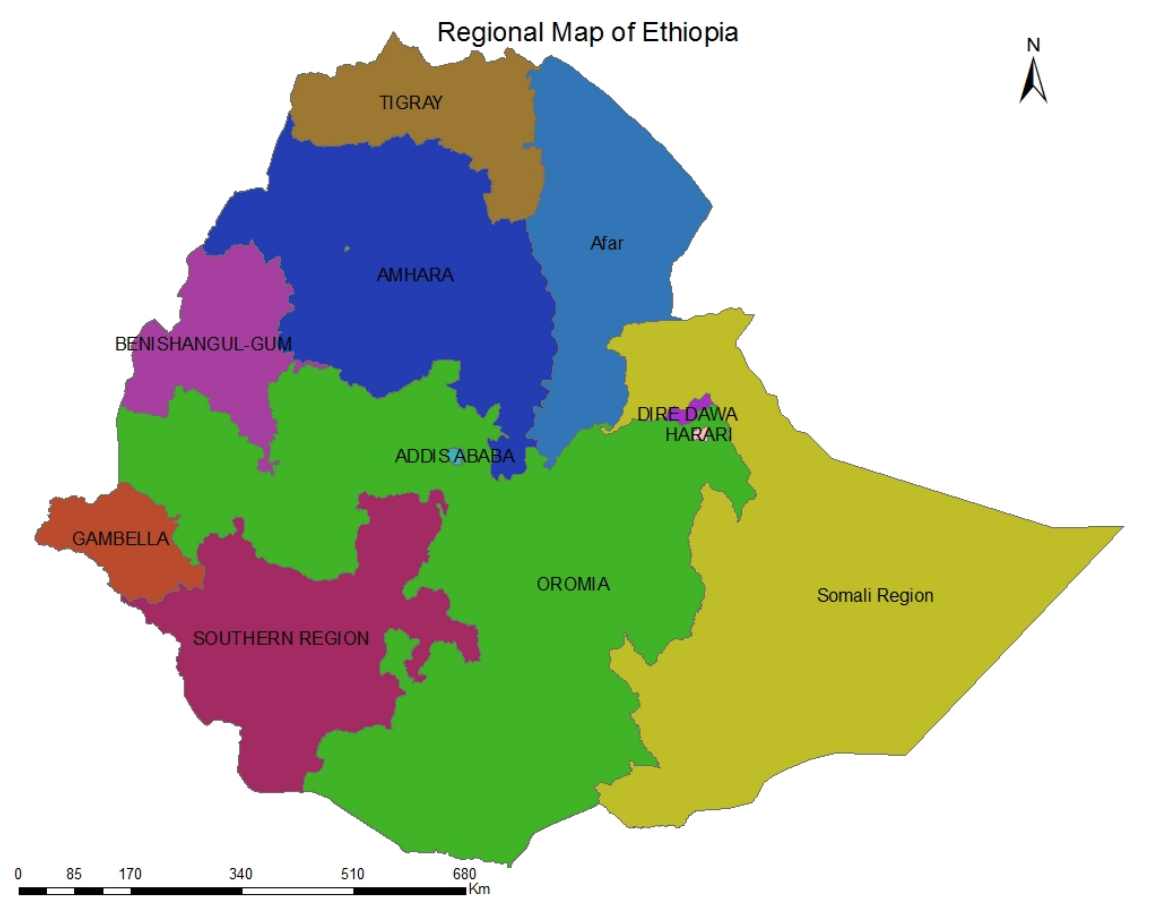 Regional Map of Ethiopia
N
TIGRAY
Afar
AMHARA
BENISHANGUL-GUM
DIRE DAWA
HARARI
ADDIS ABABA
GAMBELLA
OROMIA
Somali Region
SOUTHERN REGION
0 85 170 340 510 680
Km